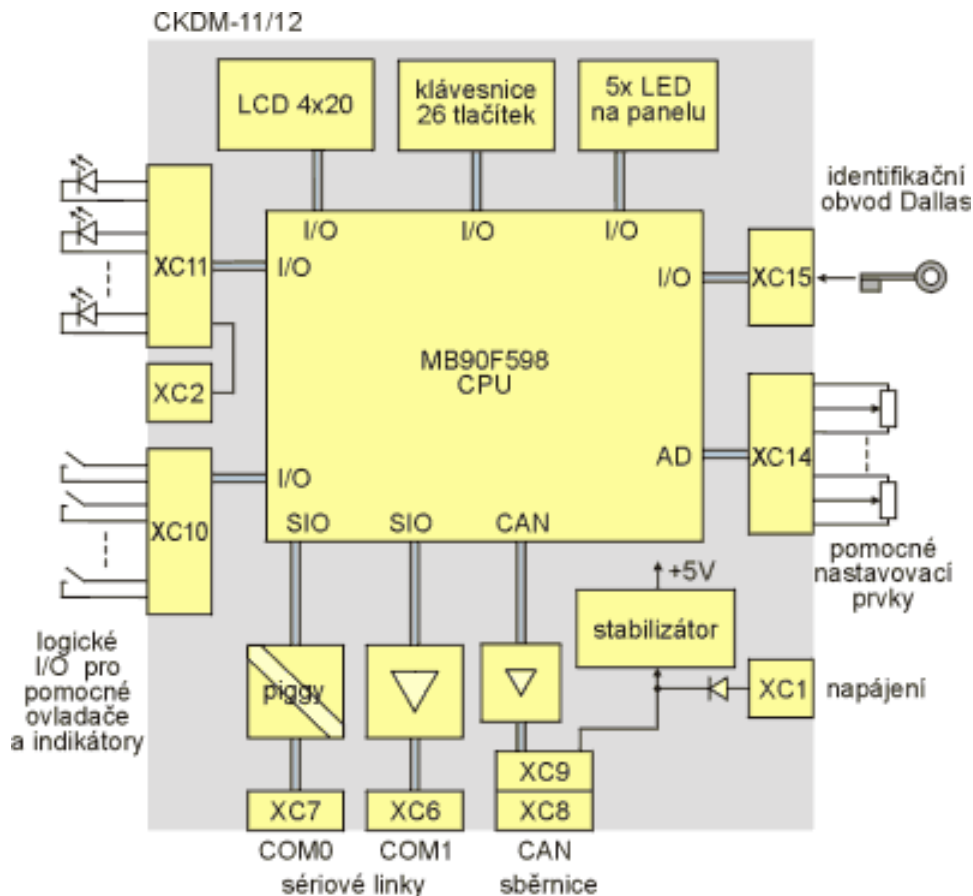 CKDM-11/12
LCD 4x20
klávesnice
26 tlačítek
5x LED
na panelu
identifikační
obvod Dallas
I/O
I/O
I/O
XC11
I/O
I/O
XC15
MB90F598
CPU
XC2
XC10
I/O
AD
XC14
SIO
SIO
CAN
pomocné
nastavovací
prvky
+5V
stabilizátor
logické
I/O pro
pomocné
ovladače
a indikátory
piggy
XC1
napájení
XC9
XC7
XC6
XC8
COM0
COM1
CAN
sériové linky
sběrnice